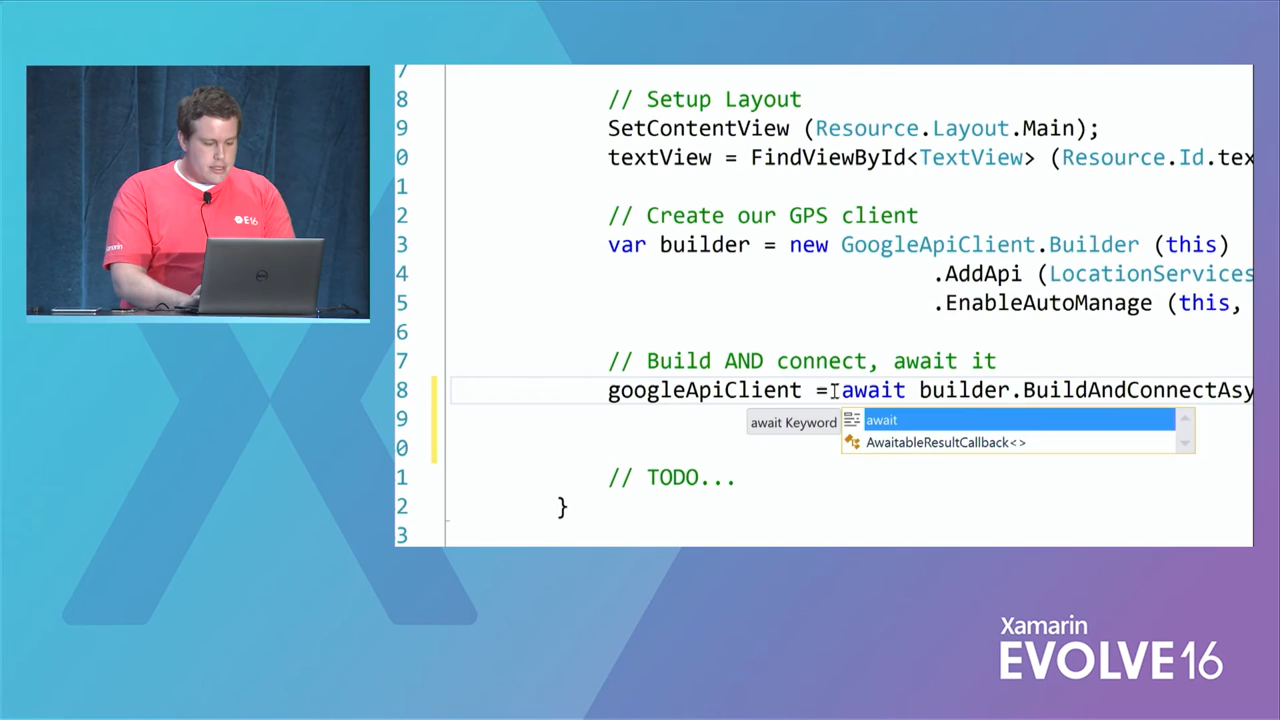 7
8 // Setup Layout
9 SetContentView (Resource.Layout.Main);
0 textView = FindViewById<TextView> (Resource.Id.tex
1
2 // Create our GPS client
3 var builder = new GoogleApiClient.Builder (this)
4 .AddApi (LocationServices
5 .EnableAutoManage (this,
6
7 // Build AND connect, await it
8 googleApiClient = await builder.BuildAndConnectAsy
9 await Keyword await
AwaitableResultCallback<>
0
1 // TODO...
2 }
3
E16
Xamarin
EVOLVE16